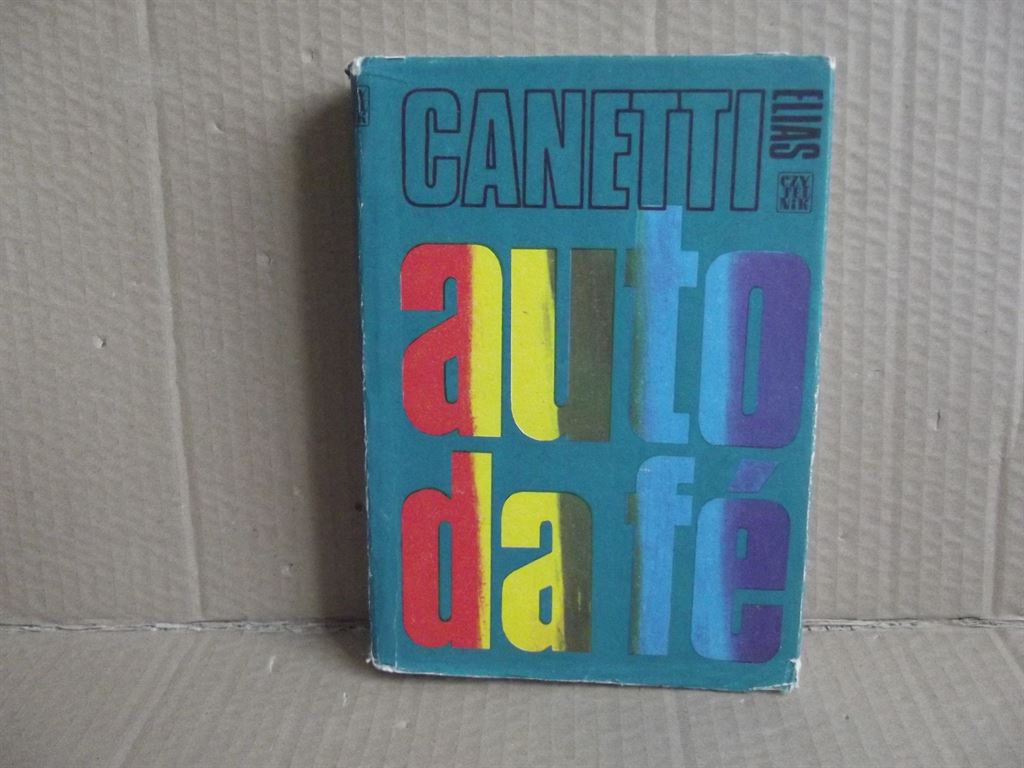 CANETTI
ELIAS
CZY
TEL
NIK
auto
da fé